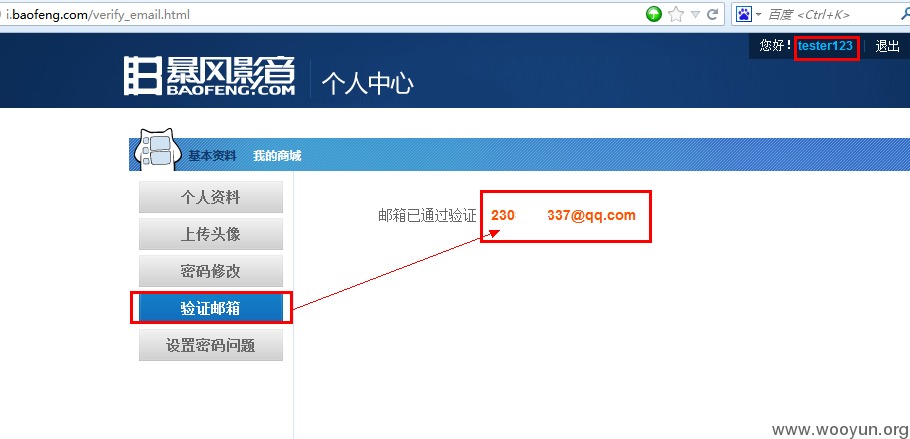 i.baofeng.com/verify_email.html
百度 <Ctrl+K>
您好!tester123 退出
暴风影音
BAOFENG.COM
个人中心
基本资料 我的商城
个人资料
上传头像
密码修改
验证邮箱
设置密码问题
邮箱已通过验证 230 337@qq.com
www.wooyun.org